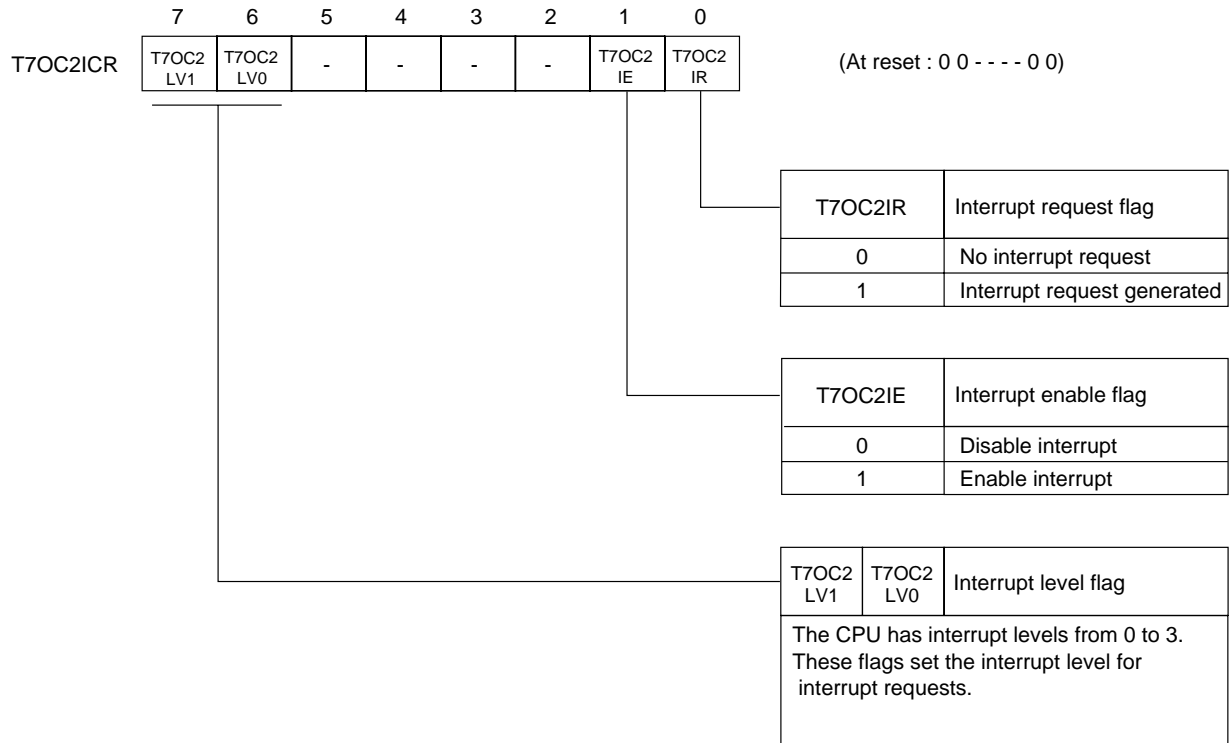 7 6 5 4 3 2 1 0
T7OC2ICR T7OC2 LV1 T7OC2 LV0 - - - - T7OC2 IE T7OC2 IR (At reset : 0 0 - - - - 0 0)
T7OC2IR Interrupt request flag
0 No interrupt request
1 Interrupt request generated
T7OC2IE Interrupt enable flag
0 Disable interrupt
1 Enable interrupt
T7OC2 LV1 T7OC2 LV0 Interrupt level flag
The CPU has interrupt levels from 0 to 3.
These flags set the interrupt level for
interrupt requests.